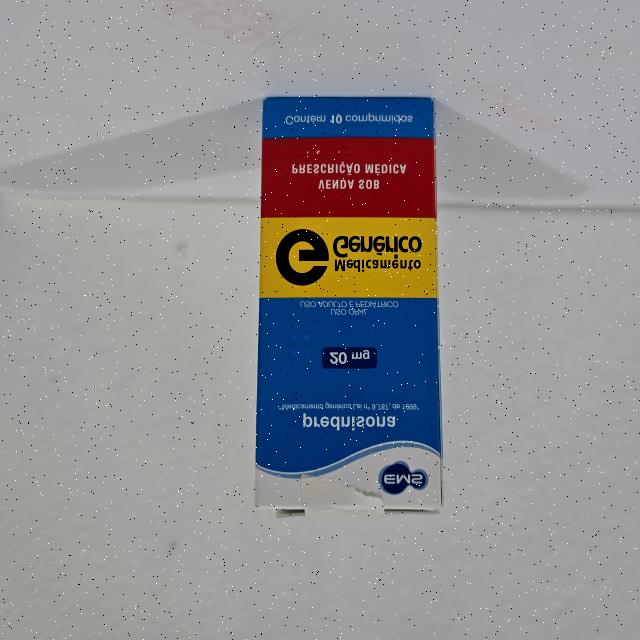 EMS
prednisona
"Medicamento genérico Lei nº 9.787, de 1999"
20 mg
USO ORAL
USO ADULTO E PEDIÁTRICO
Medicamento
Genérico
VENDA SOB
PRESCRIÇÃO MÉDICA
Contém 10 comprimidos